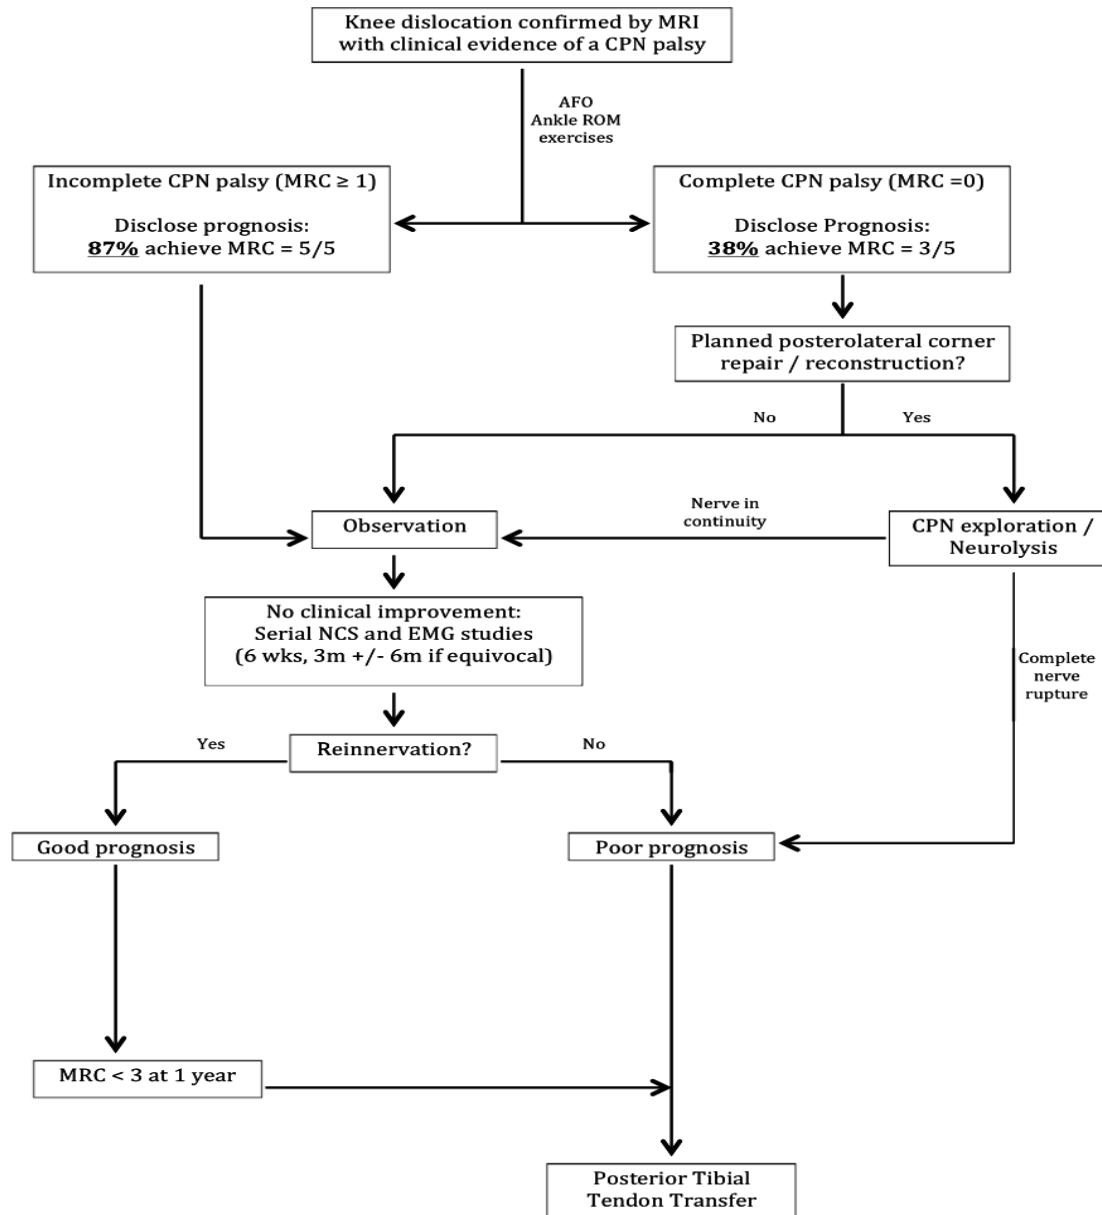 Knee dislocation confirmed by MRI
with clinical evidence of a CPN palsy
AFO
Ankle ROM
exercises
Incomplete CPN palsy (MRC ≥ 1)
Disclose prognosis:
87% achieve MRC = 5/5
Complete CPN palsy (MRC =0)
Disclose Prognosis:
38% achieve MRC = 3/5
Planned posterolateral corner
repair / reconstruction?
No
Yes
Observation
Nerve in
continuity
CPN exploration /
Neurolysis
No clinical improvement:
Serial NCS and EMG studies
(6 wks, 3m +/- 6m if equivocal)
Complete
nerve
rupture
Reinnervation?
Yes
No
Good prognosis
Poor prognosis
MRC < 3 at 1 year
Posterior Tibial
Tendon Transfer